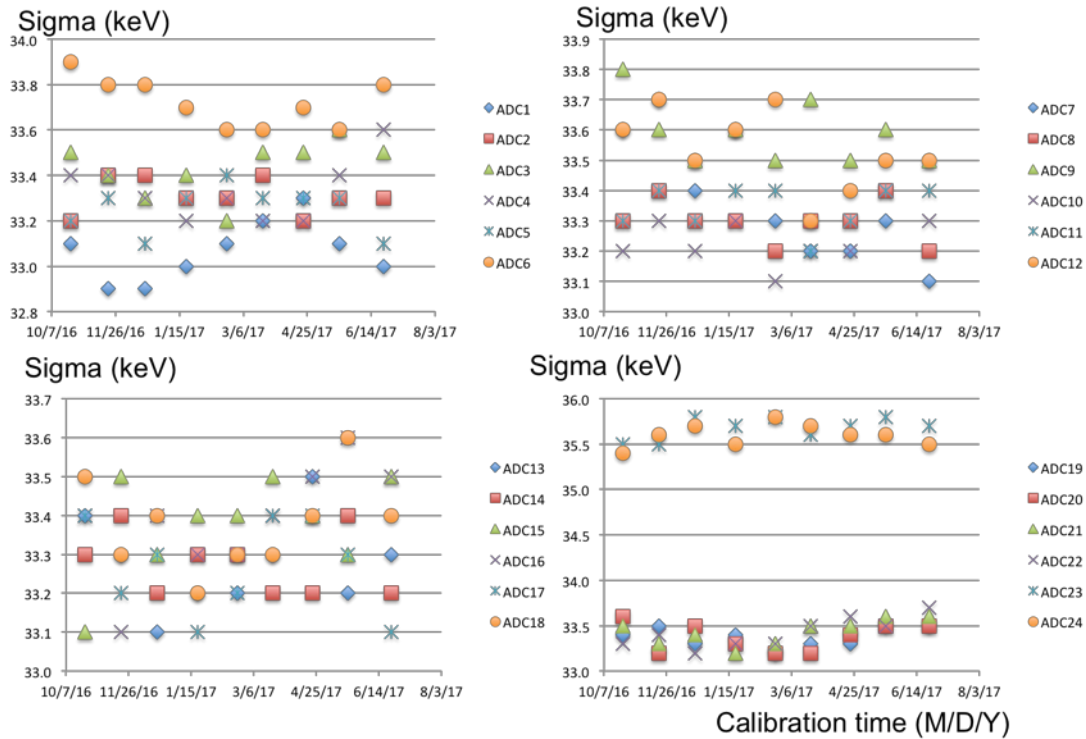 Sigma (keV)
34.0
33.8
33.6
33.4
33.2
33.0
32.8
10/7/16 11/26/16 1/15/17 3/6/17 4/25/17 6/14/17 8/3/17
ADC1
ADC2
ADC3
ADC4
ADC5
ADC6
Sigma (keV)
33.9
33.8
33.7
33.6
33.5
33.4
33.3
33.2
33.1
33.0
10/7/16 11/26/16 1/15/17 3/6/17 4/25/17 6/14/17 8/3/17
ADC7
ADC8
ADC9
ADC10
ADC11
ADC12
Sigma (keV)
33.7
33.6
33.5
33.4
33.3
33.2
33.1
33.0
10/7/16 11/26/16 1/15/17 3/6/17 4/25/17 6/14/17 8/3/17
ADC13
ADC14
ADC15
ADC16
ADC17
ADC18
Sigma (keV)
36.0
35.5
35.0
34.5
34.0
33.5
33.0
10/7/16 11/26/16 1/15/17 3/6/17 4/25/17 6/14/17 8/3/17
ADC19
ADC20
ADC21
ADC22
ADC23
ADC24
Calibration time (M/D/Y)